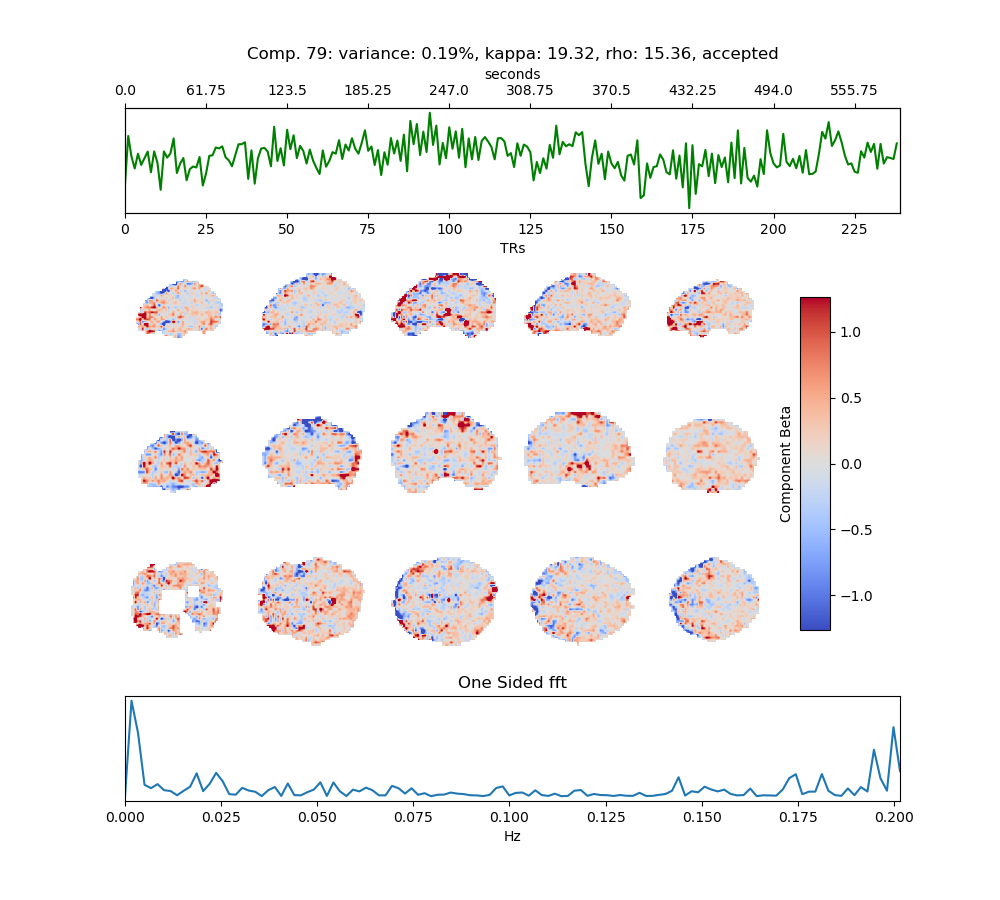 Comp. 79: variance: 0.19%, kappa: 19.32, rho: 15.36, accepted
seconds
0.0 61.75 123.5 185.25 247.0 308.75 370.5 432.25 494.0 555.75
0 25 50 75 100 125 150 175 200 225
TRs
1.0
0.5
0.0
−0.5
−1.0
Component Beta
One Sided fft
0.000 0.025 0.050 0.075 0.100 0.125 0.150 0.175 0.200
Hz